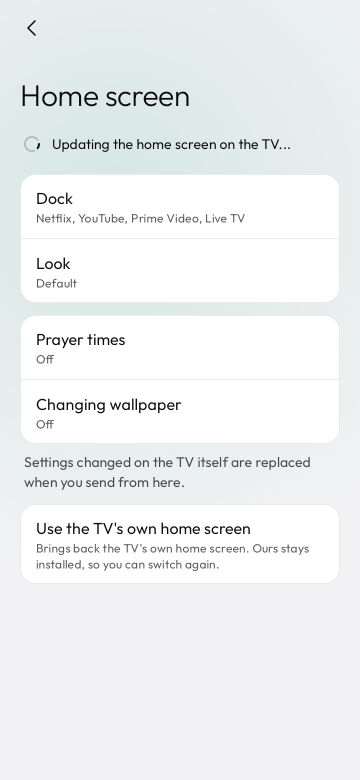 Home screen
Updating the home screen on the TV...
Dock
Netflix, YouTube, Prime Video, Live TV
Look
Default
Prayer times
Off
Changing wallpaper
Off
Settings changed on the TV itself are replaced
when you send from here.
Use the TV's own home screen
Brings back the TV's own home screen. Ours stays
installed, so you can switch again.